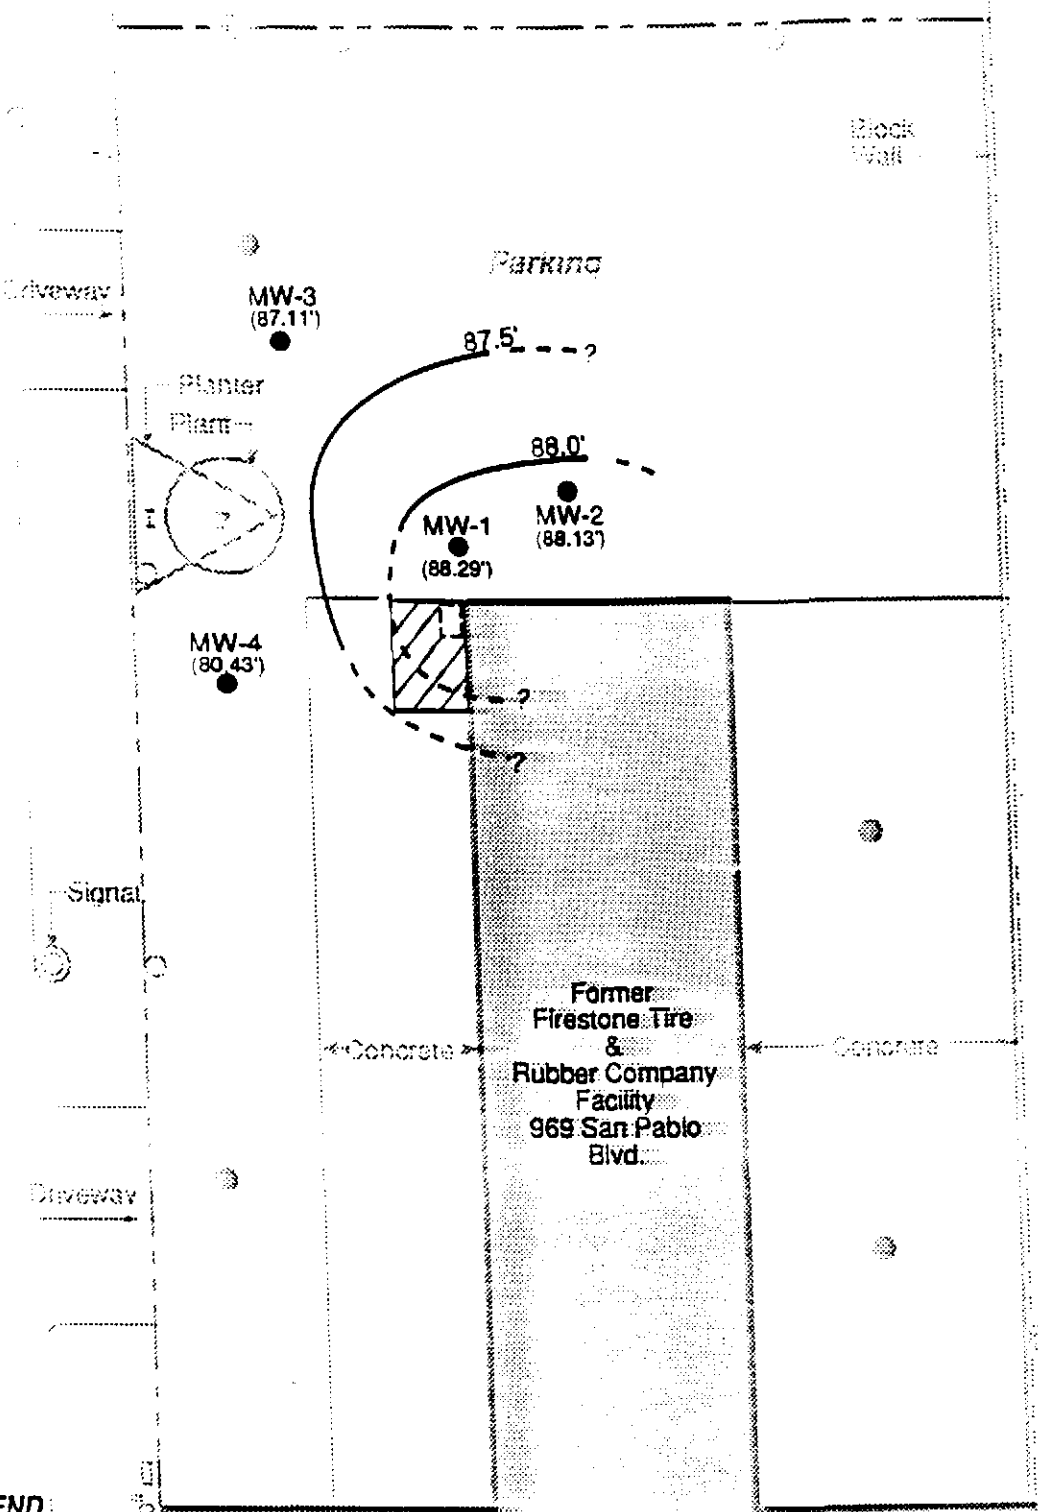 Block
Wall
Parking
Driveway
MW-3
(87.11')
87.5'
?
Planter
Plant
88.0'
MW-1
(88.29')
MW-2
(88.13')
MW-4
(80.43')
?
?
Signal
Former
Firestone Tire
&
Rubber Company
Facility
969 San Pablo
Blvd.
Concrete
Concrete
Driveway
END